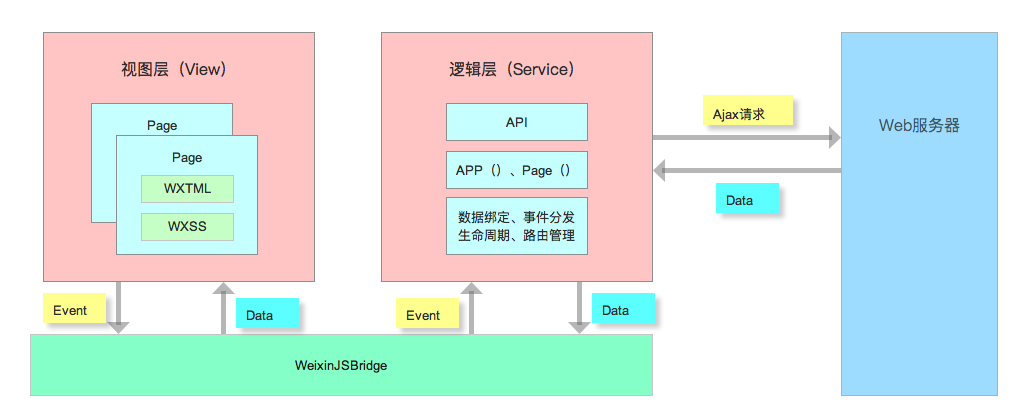 视图层（View）
Page
Page
WXTML
WXSS
逻辑层（Service）
API
APP（）、Page（）
数据绑定、事件分发
生命周期、路由管理
Ajax请求
Data
Web服务器
Event
Data
Event
Data
WeixinJSBridge